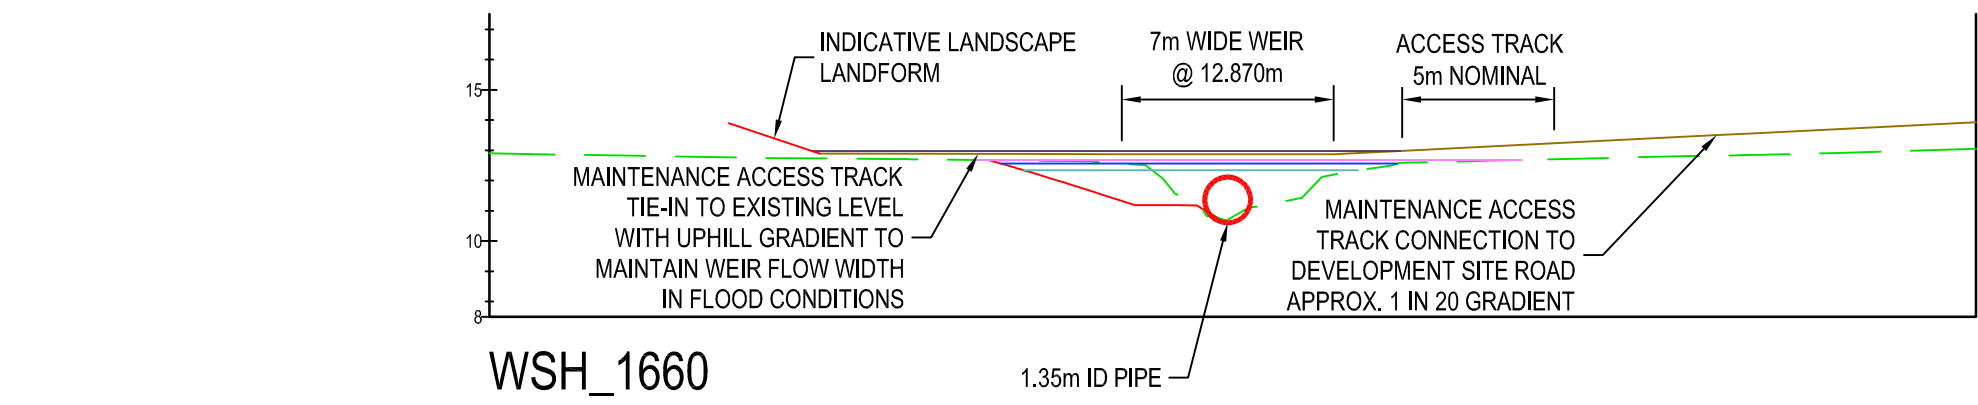 INDICATIVE LANDSCAPE
LANDFORM
7m WIDE WEIR
@ 12.870m
ACCESS TRACK
5m NOMINAL
15
MAINTENANCE ACCESS TRACK
TIE-IN TO EXISTING LEVEL
WITH UPHILL GRADIENT TO
MAINTAIN WEIR FLOW WIDTH
IN FLOOD CONDITIONS
10
MAINTENANCE ACCESS
TRACK CONNECTION TO
DEVELOPMENT SITE ROAD
APPROX. 1 IN 20 GRADIENT
8
WSH_1660
1.35m ID PIPE